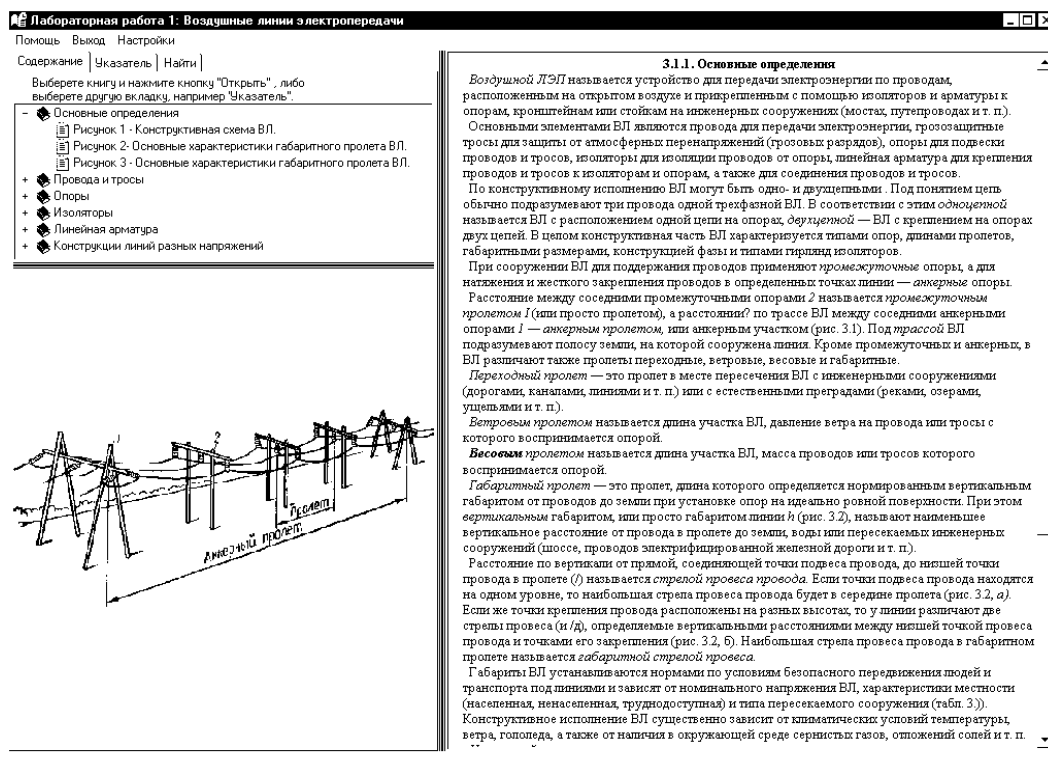 Лабораторная работа 1: Воздушные линии электропередачи
Помощь Выход Настройки
Содержание Указатель Найти
Выберете книгу и нажмите кнопку "Открыть" , либо
выберете другую вкладку, например "Указатель".
− Основные определения
Рисунок 1 - Конструктивная схема ВЛ.
Рисунок 2- Основные характеристики габаритного пролета ВЛ.
Рисунок 3 - Основные характеристики габаритного пролета ВЛ.
+ Провода и тросы
+ Опоры
+ Изоляторы
+ Линейная арматура
+ Конструкции линий разных напряжений
1
2
Пролет
Анкерный пролет
3.1.1. Основные определения
Воздушной ЛЭП называется устройство для передачи электроэнергии по проводам,
расположенным на открытом воздухе и прикрепленным с помощью изоляторов и арматуры к
опорам, кронштейнам или стойкам на инженерных сооружениях (мостах, путепроводах и т. п.).
Основными элементами ВЛ являются провода для передачи электроэнергии, грозозащитные
тросы для защиты от атмосферных перенапряжений (грозовых разрядов), опоры для подвески
проводов и тросов, изоляторы для изоляции проводов от опоры, линейная арматура для крепления
проводов и тросов к изоляторам и опорам, а также для соединения проводов и тросов.
По конструктивному исполнению ВЛ могут быть одно- и двухцепными . Под понятием цепь
обычно подразумевают три провода одной трехфазной ВЛ. В соответствии с этим одноцепной
называется ВЛ с расположением одной цепи на опорах, двухцепной — ВЛ с креплением на опорах
двух цепей. В целом конструктивная часть ВЛ характеризуется типами опор, длинами пролетов,
габаритными размерами, конструкцией фазы и типами гирлянд изоляторов.
При сооружении ВЛ для поддержания проводов применяют промежуточные опоры, а для
натяжения и жесткого закрепления проводов в определенных точках линии — анкерные опоры.
Расстояние между соседними промежуточными опорами 2 называется промежуточным
пролетом I (или просто пролетом), а расстоянии? по трассе ВЛ между соседними анкерными
опорами 1 — анкерным пролетом, или анкерным участком (рис. 3.1). Под трассой ВЛ
подразумевают полосу земли, на которой сооружена линия. Кроме промежуточных и анкерных, в
ВЛ различают также пролеты переходные, ветровые, весовые и габаритные.
Переходный пролет — это пролет в месте пересечения ВЛ с инженерными сооружениями
(дорогами, каналами, линиями и т. п.) или с естественными преградами (реками, озерами,
ущельями и т. п.).
Ветровым пролетом называется длина участка ВЛ, давление ветра на провода или тросы с
которого воспринимается опорой.
Весовым пролетом называется длина участка ВЛ, масса проводов или тросов которого
воспринимается опорой.
Габаритный пролет — это пролет, длина которого определяется нормированным вертикальным
габаритом от проводов до земли при установке опор на идеально ровной поверхности. При этом
вертикальным габаритом, или просто габаритом линии h (рис. 3.2), называют наименьшее
вертикальное расстояние от провода в пролете до земли, воды или пересекаемых инженерных
сооружений (шоссе, проводов электрифицированной железной дороги и т. п.).
Расстояние по вертикали от прямой, соединяющей точки подвеса провода, до низшей точки
провода в пролете (/) называется стрелой провеса провода. Если точки подвеса провода находятся
на одном уровне, то наибольшая стрела провеса провода будет в середине пролета (рис. 3.2, а).
Если же точки крепления провода расположены на разных высотах, то у линии различают две
стрелы провеса (и /д), определяемые вертикальными расстояниями между низшей точкой провеса
провода и точками его закрепления (рис. 3.2, б). Наибольшая стрела провеса провода в габаритном
пролете называется габаритной стрелой провеса.
Габариты ВЛ устанавливаются нормами по условиям безопасного передвижения людей и
транспорта под линиями и зависят от номинального напряжения ВЛ, характеристики местности
(населенная, ненаселенная, труднодоступная) и типа пересекаемого сооружения (табл. 3.)).
Конструктивное исполнение ВЛ существенно зависит от климатических условий температуры,
ветра, гололеда, а также от наличия в окружающей среде сернистых газов, отложений солей и т. п.